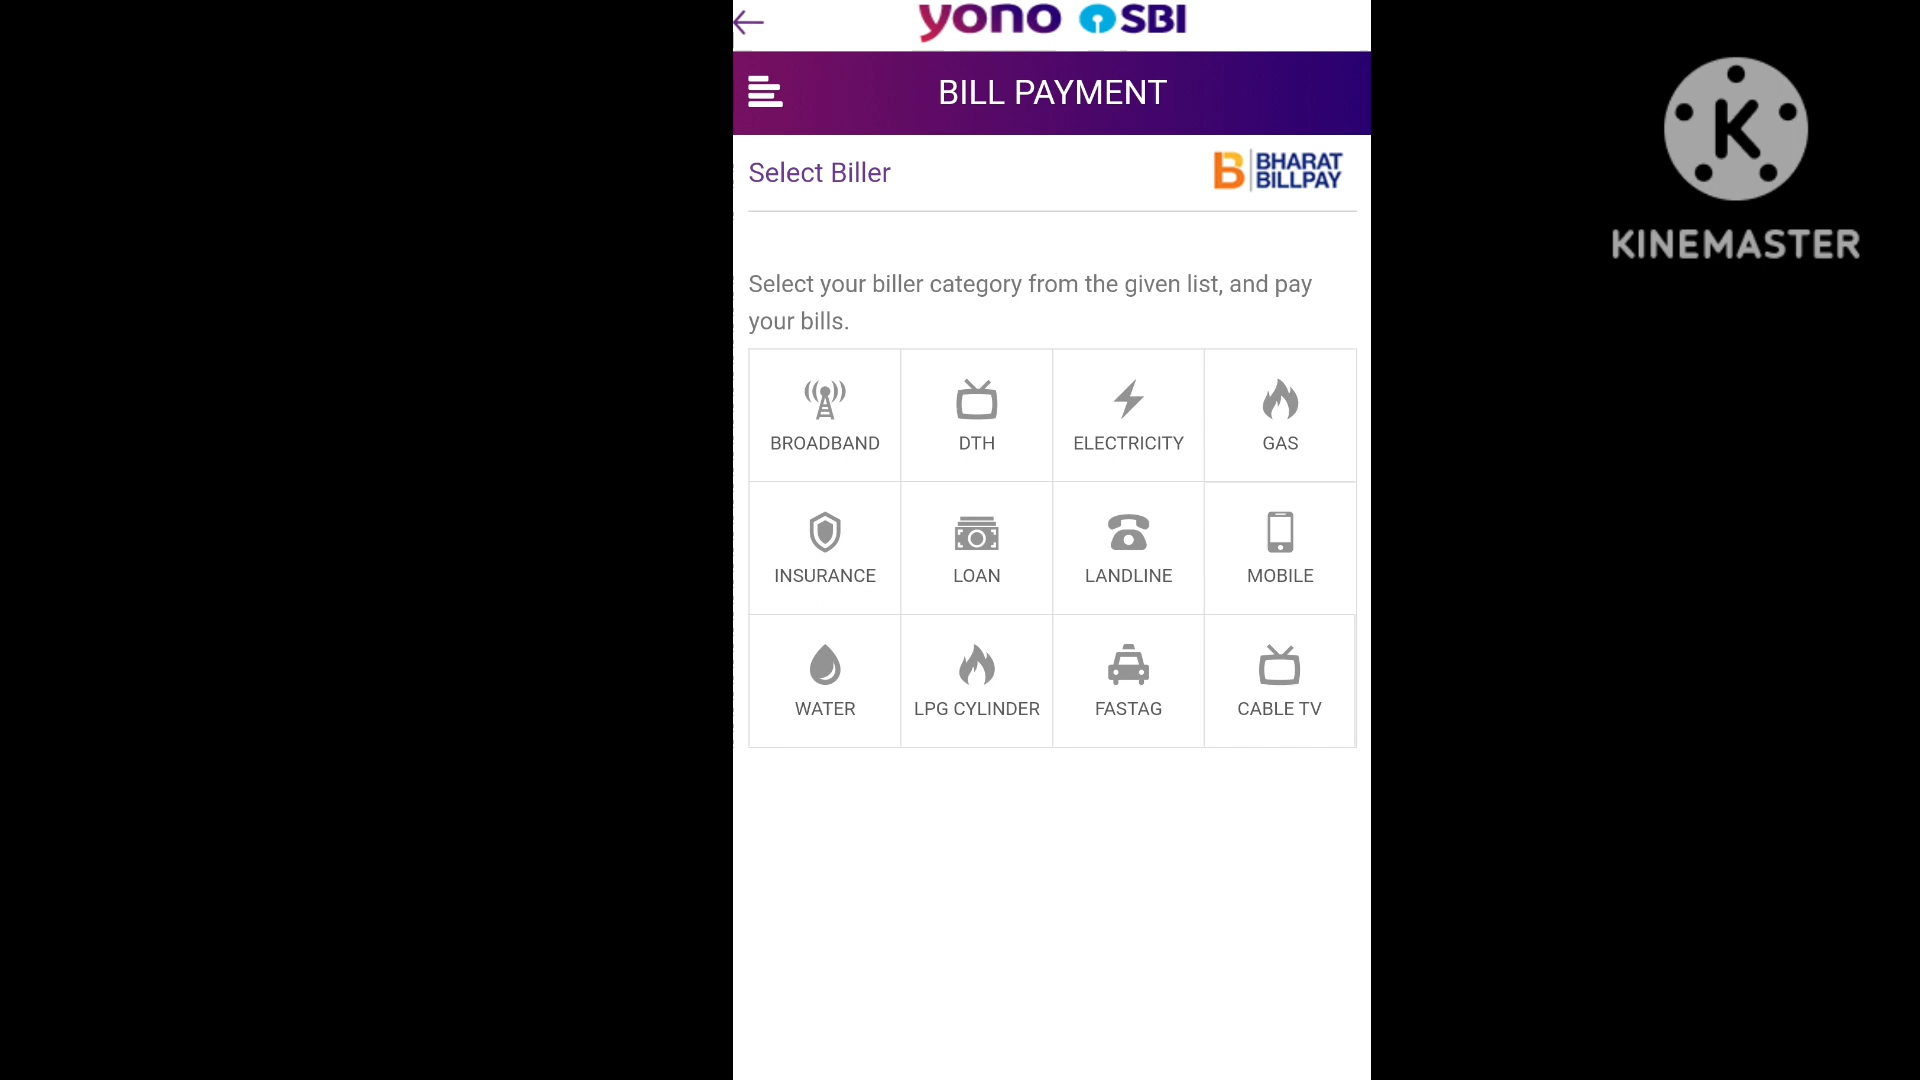 yono SBI
BILL PAYMENT
Select Biller
B BHARAT
BILLPAY
K
KINEMASTER
Select your biller category from the given list, and pay
your bills.
BROADBAND DTH ELECTRICITY GAS
INSURANCE LOAN LANDLINE MOBILE
WATER LPG CYLINDER FASTAG CABLE TV